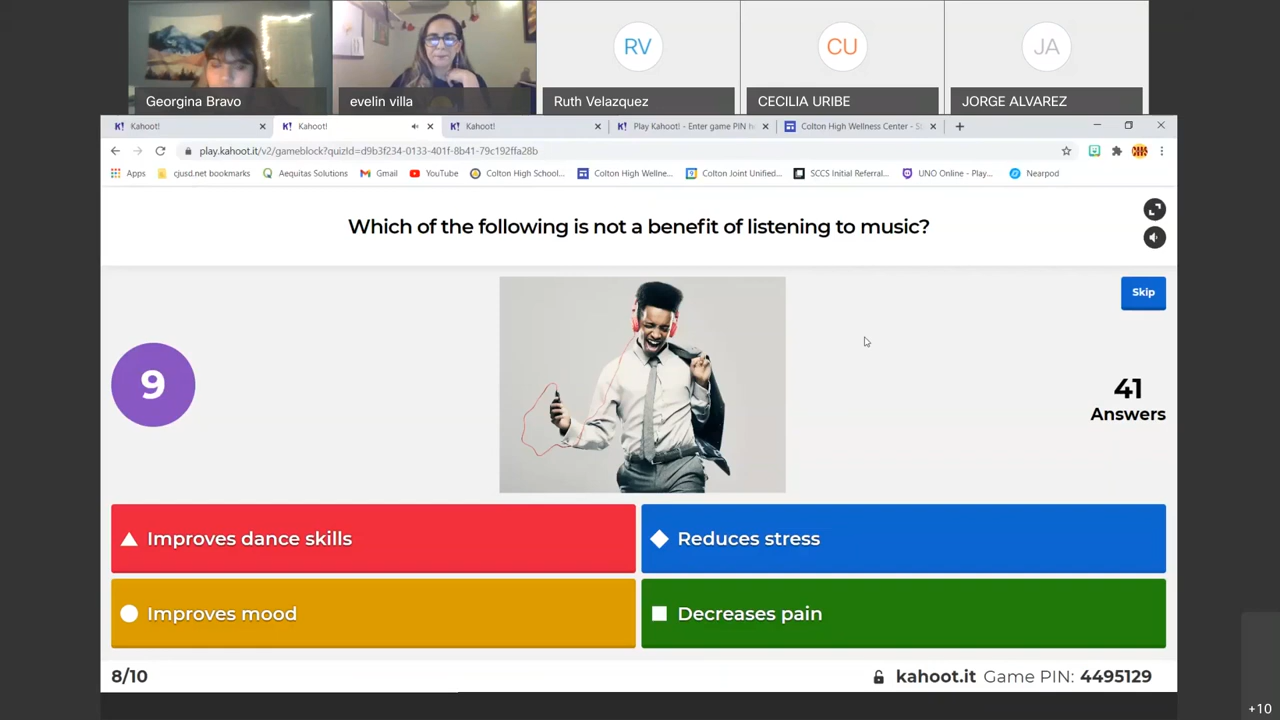 RV
CU
JA
Georgina Bravo
evelin villa
Ruth Velazquez
CECILIA URIBE
JORGE ALVAREZ
K! Kahoot!
K! Kahoot!
K! Kahoot!
K! Play Kahoot! - Enter game PIN h
Colton High Wellness Center - S
play.kahoot.it/v2/gameblock?quizId=d9b3f234-0133-401f-8b41-79c192ffa28b
Apps
cjusd.net bookmarks
Aequitas Solutions
Gmail
YouTube
Colton High School...
Colton High Wellne...
Colton Joint Unified...
SCCS Initial Referral...
UNO Online - Play...
Nearpod
Which of the following is not a benefit of listening to music?
Skip
9
41
Answers
Improves dance skills
Reduces stress
Improves mood
Decreases pain
8/10
kahoot.it Game PIN: 4495129
+10